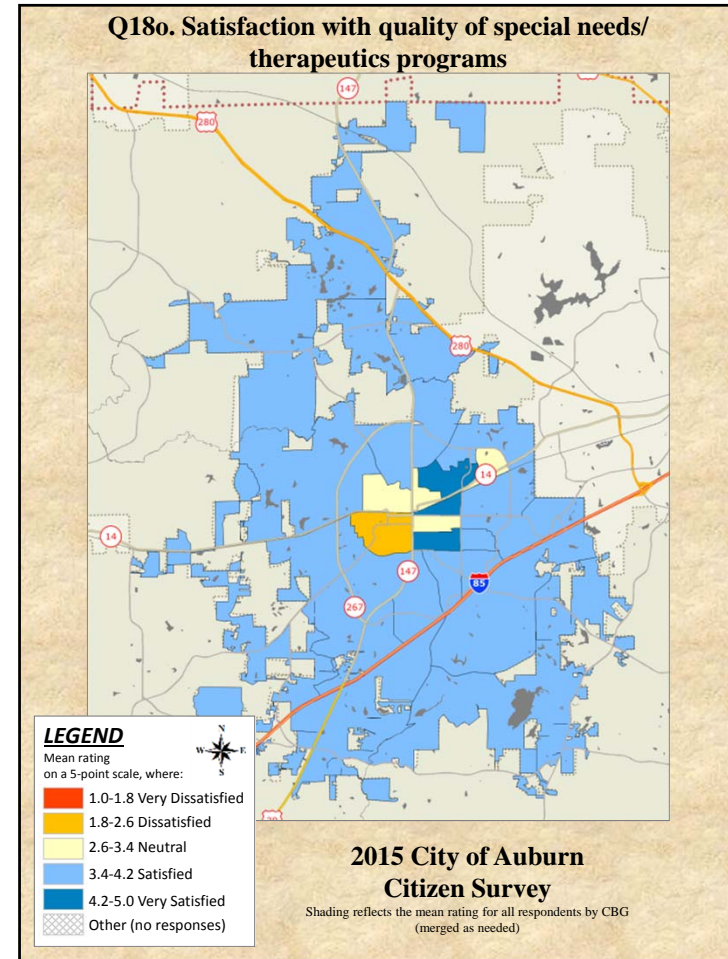 Q18o. Satisfaction with quality of special needs/
therapeutics programs
147
280
280
14
14
147
85
267
LEGEND
Mean rating
on a 5-point scale, where:
N
W E
S
1.0-1.8 Very Dissatisfied
1.8-2.6 Dissatisfied
2.6-3.4 Neutral
3.4-4.2 Satisfied
4.2-5.0 Very Satisfied
Other (no responses)
2015 City of Auburn
Citizen Survey
Shading reflects the mean rating for all respondents by CBG
(merged as needed)